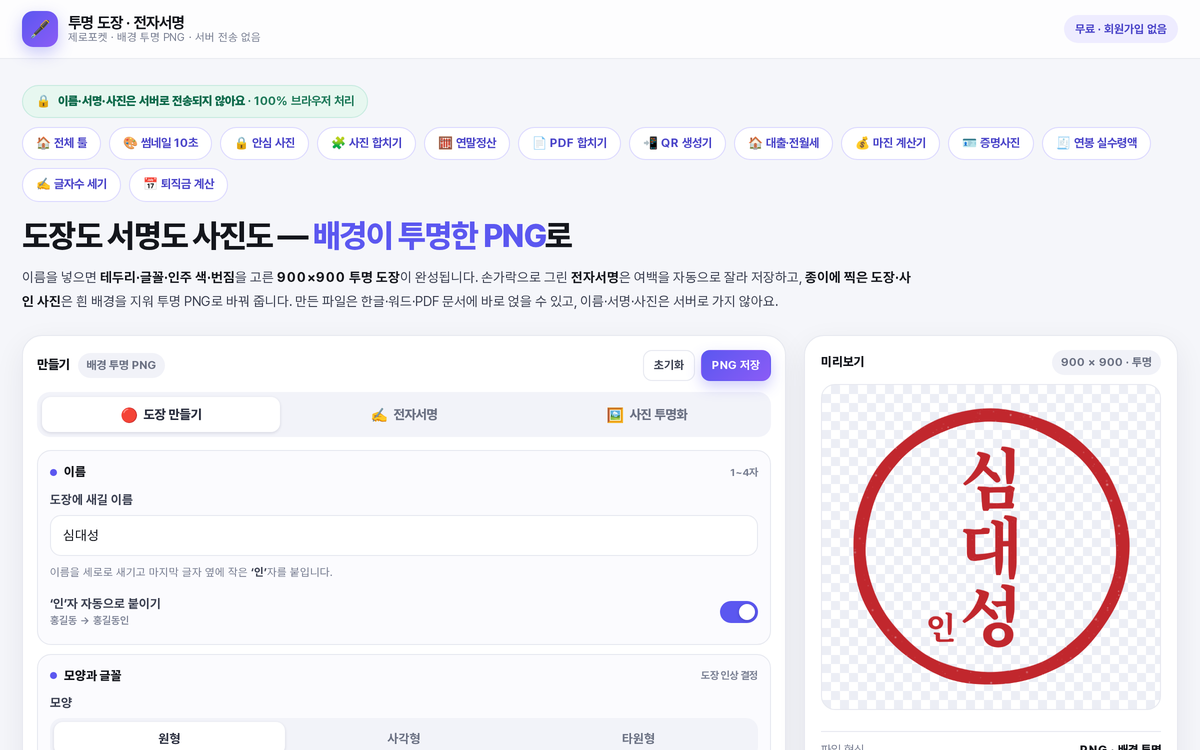 투명 도장 · 전자서명
제로포켓 · 배경 투명 PNG · 서버 전송 없음
무료 · 회원가입 없음
🔒 이름·서명·사진은 서버로 전송되지 않아요 · 100% 브라우저 처리
🏠 전체 툴 🎨 썸네일 10초 🔒 안심 사진 🧩 사진 합치기 🧧 연말정산 📄 PDF 합치기 📲 QR 생성기 🏠 대출·전월세 💰 마진 계산기 🪪 증명사진 🧾 연봉 실수령액
✍️ 글자수 세기 📅 퇴직금 계산
도장도 서명도 사진도 — 배경이 투명한 PNG로
이름을 넣으면 테두리·글꼴·인주 색·번짐을 고른 900×900 투명 도장이 완성됩니다. 손가락으로 그린 전자서명은 여백을 자동으로 잘라 저장하고, 종이에 찍은 도장·사
인 사진은 흰 배경을 지워 투명 PNG로 바꿔 줍니다. 만든 파일은 한글·워드·PDF 문서에 바로 얹을 수 있고, 이름·서명·사진은 서버로 가지 않아요.
만들기 배경 투명 PNG 초기화 PNG 저장
🔴 도장 만들기 ✍️ 전자서명 🖼️ 사진 투명화
이름 1~4자
도장에 새길 이름
심대성
이름을 세로로 새기고 마지막 글자 옆에 작은 ‘인’자를 붙입니다.
‘인’자 자동으로 붙이기
홍길동 → 홍길동인
모양과 글꼴 도장 인상 결정
모양
원형 사각형 타원형
미리보기 900 × 900 · 투명
심
대
성
인
파일 형식 PNG · 배경 투명